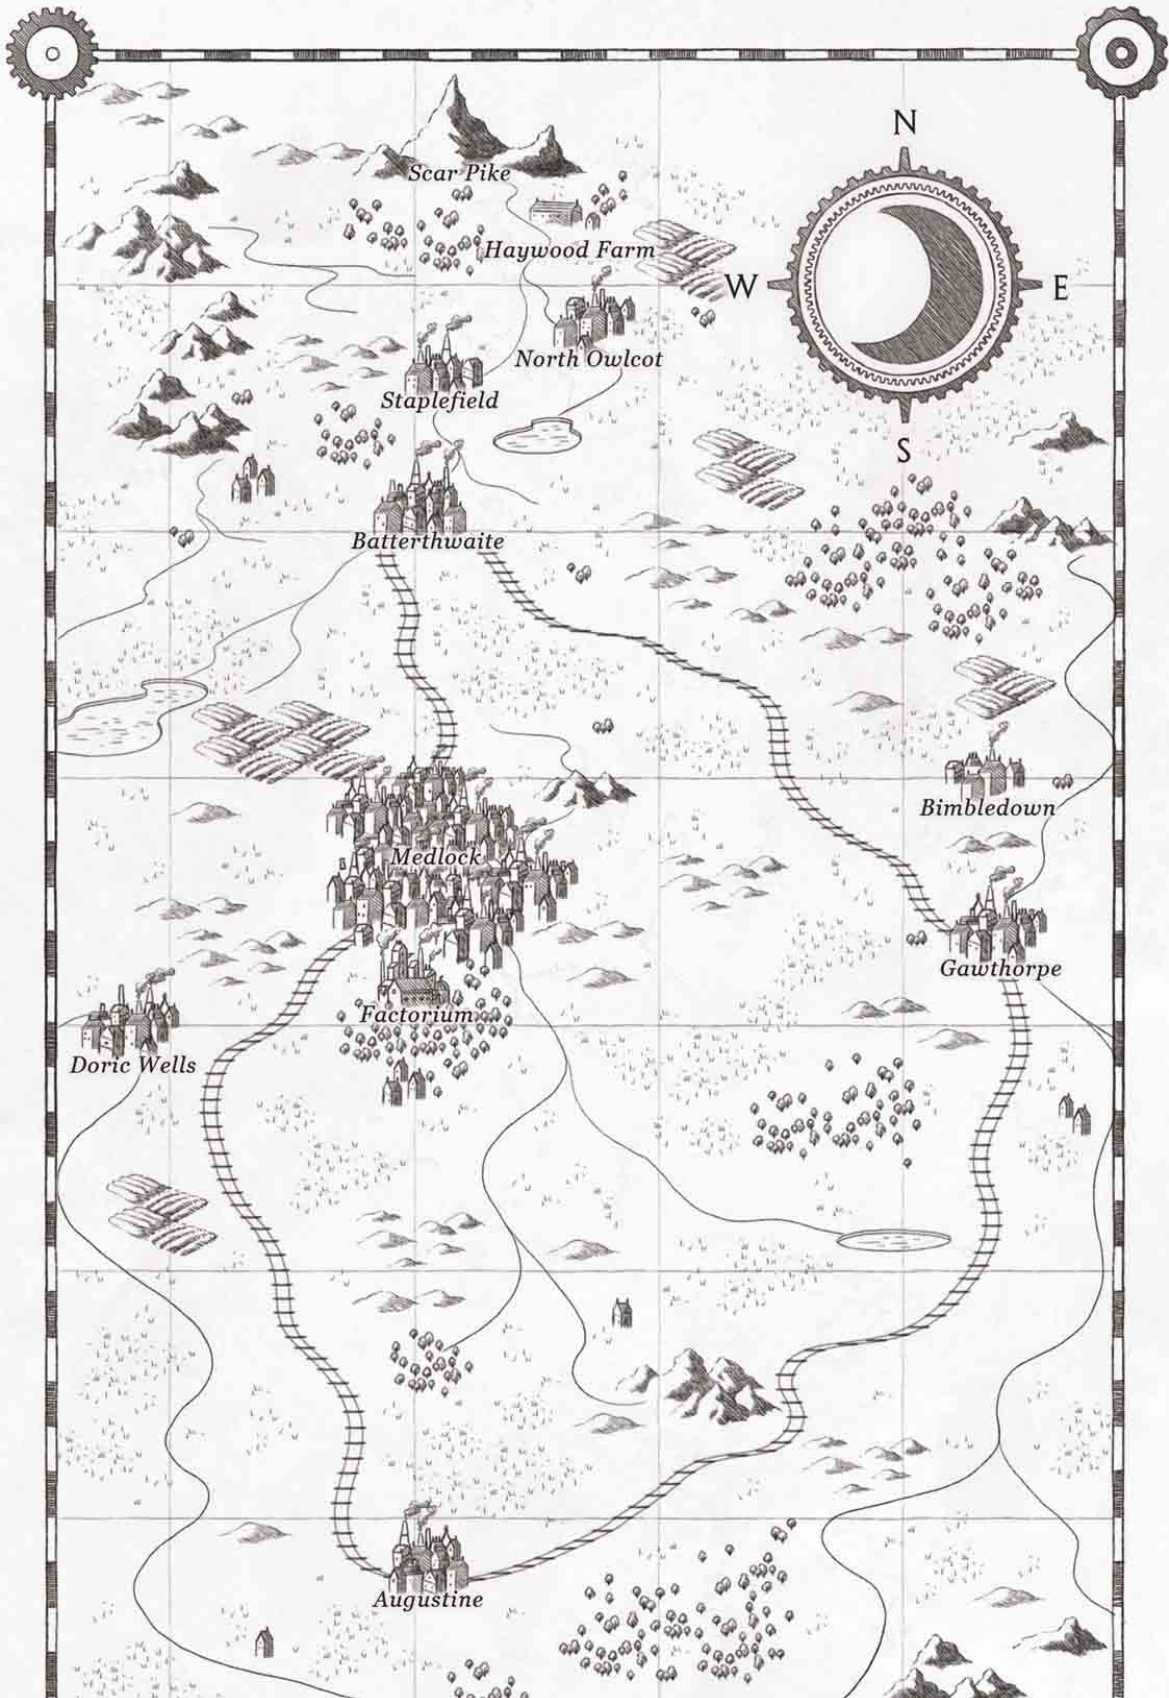 N
Scar Pike
Haywood Farm
W
E
North Owlcot
Staplefield
S
Batterthwaite
Bimbledown
Medlock
Gawthorpe
Factorium
Doric Wells
Augustine